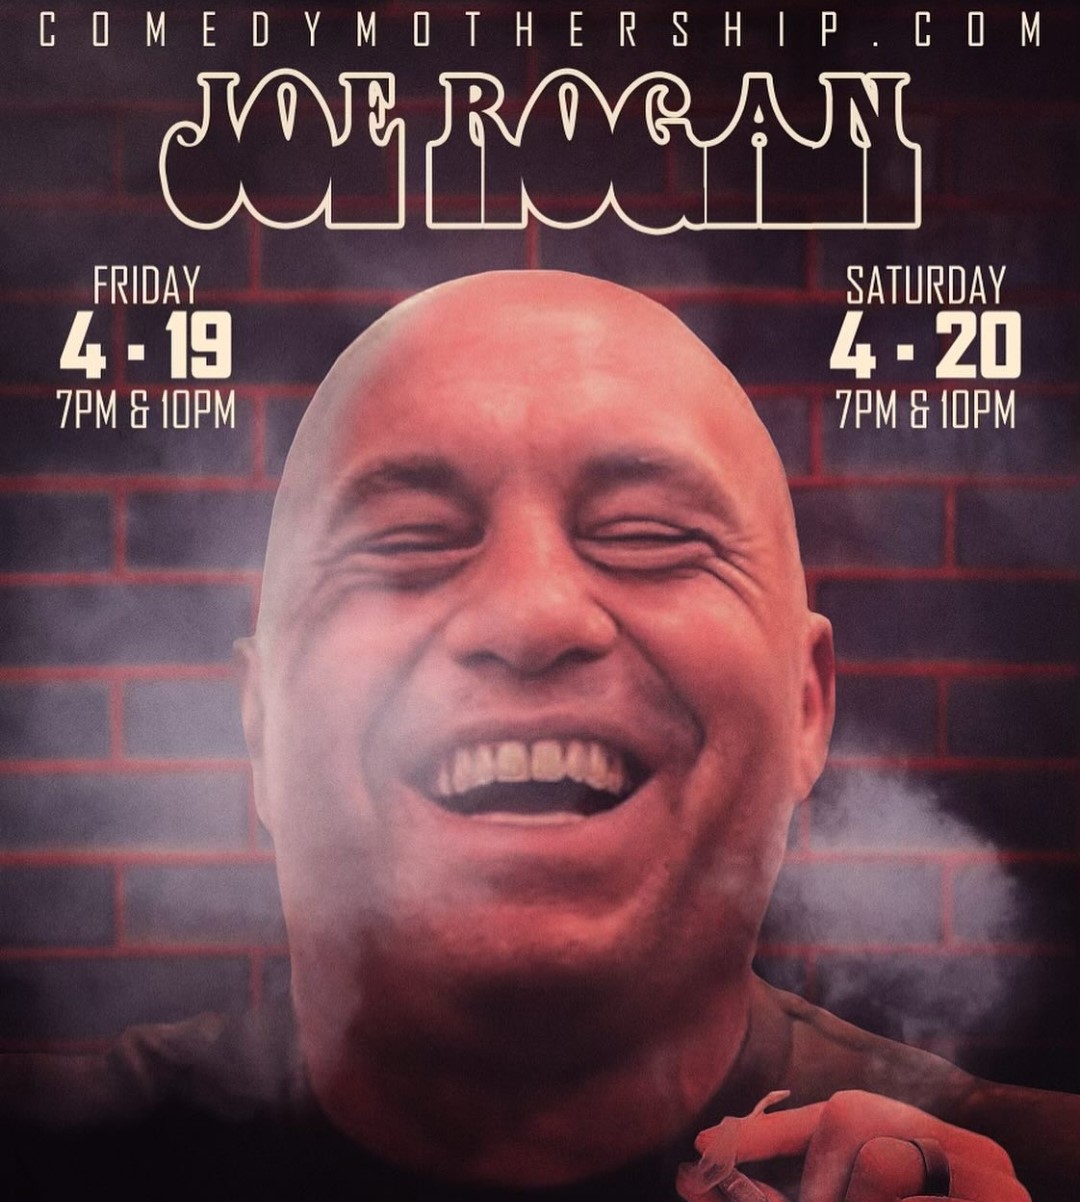 COMEDYMOTHERSHIP.COM
JOE ROGAN
FRIDAY
4 - 19
7PM & 10PM
SATURDAY
4 - 20
7PM & 10PM